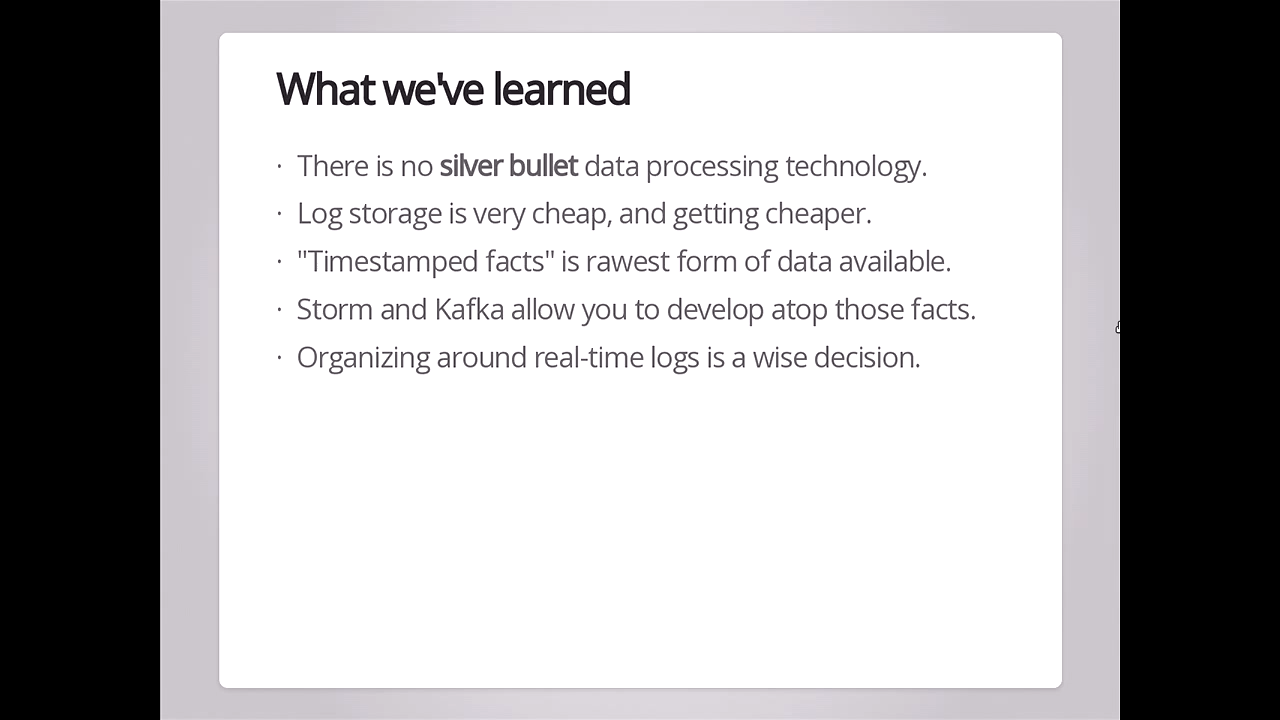 What we've learned
· There is no silver bullet data processing technology.
· Log storage is very cheap, and getting cheaper.
· "Timestamped facts" is rawest form of data available.
· Storm and Kafka allow you to develop atop those facts.
· Organizing around real-time logs is a wise decision.